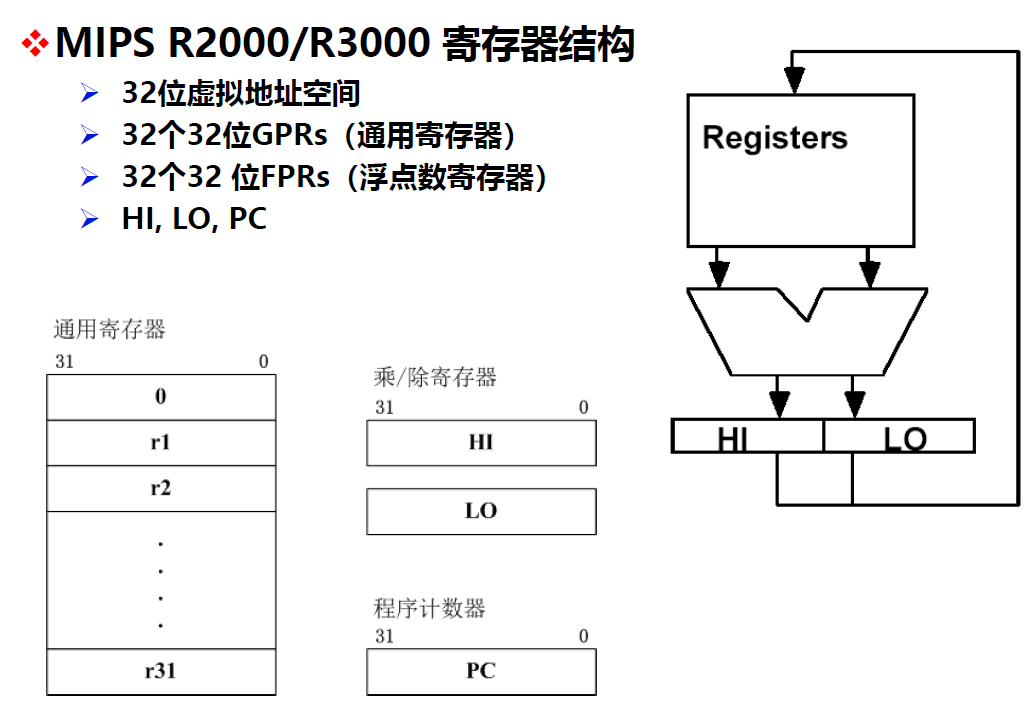 MIPS R2000/R3000 寄存器结构
32位虚拟地址空间
32个32位GPRs（通用寄存器）
32个32 位FPRs（浮点数寄存器）
HI, LO, PC
Registers
HI LO
通用寄存器
31 0
0
r1
r2
r31
乘/除寄存器
31 0
HI
LO
程序计数器
31 0
PC